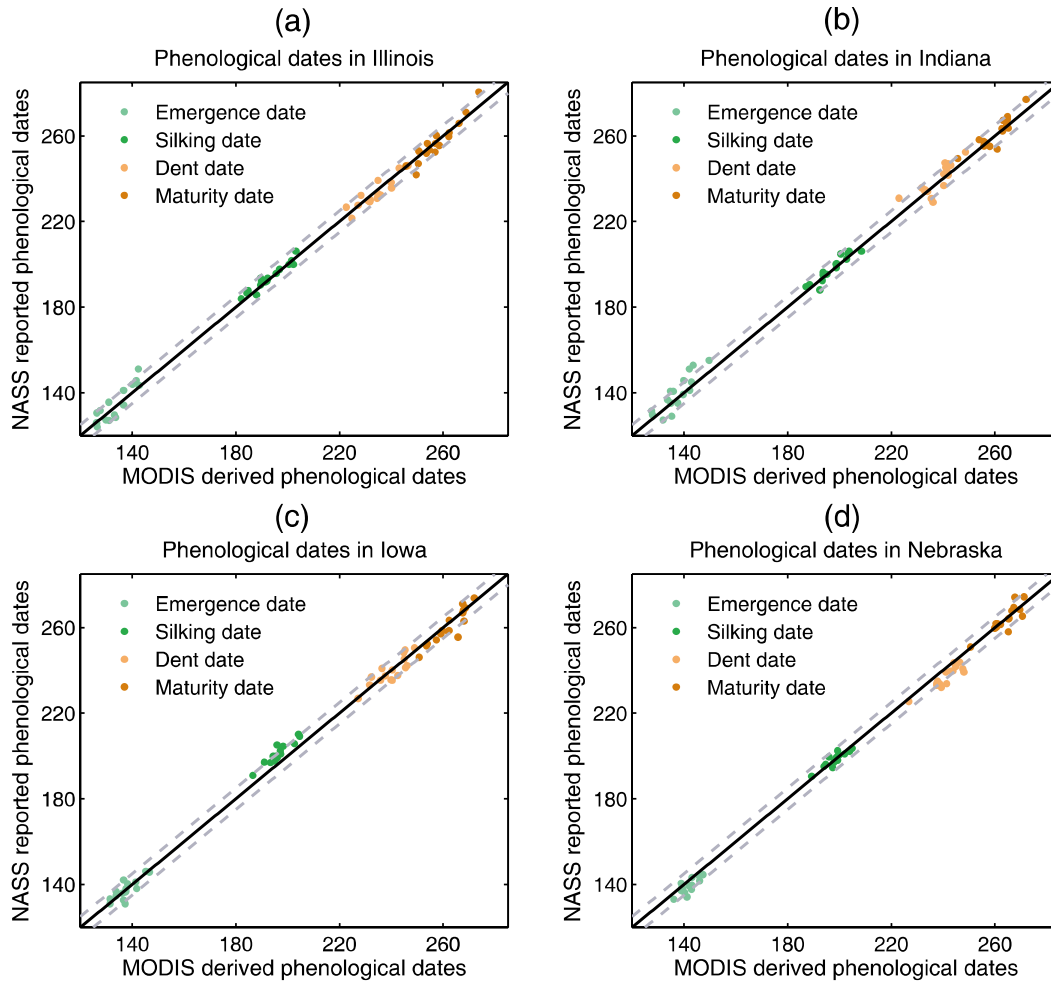 (a)
Phenological dates in Illinois
NASS reported phenological dates
260
220
180
140
Emergence date
Silking date
Dent date
Maturity date
140
180
220
260
MODIS derived phenological dates
(b)
Phenological dates in Indiana
NASS reported phenological dates
260
220
180
140
Emergence date
Silking date
Dent date
Maturity date
140
180
220
260
MODIS derived phenological dates
(c)
Phenological dates in Iowa
NASS reported phenological dates
260
220
180
140
Emergence date
Silking date
Dent date
Maturity date
140
180
220
260
MODIS derived phenological dates
(d)
Phenological dates in Nebraska
NASS reported phenological dates
260
220
180
140
Emergence date
Silking date
Dent date
Maturity date
140
180
220
260
MODIS derived phenological dates